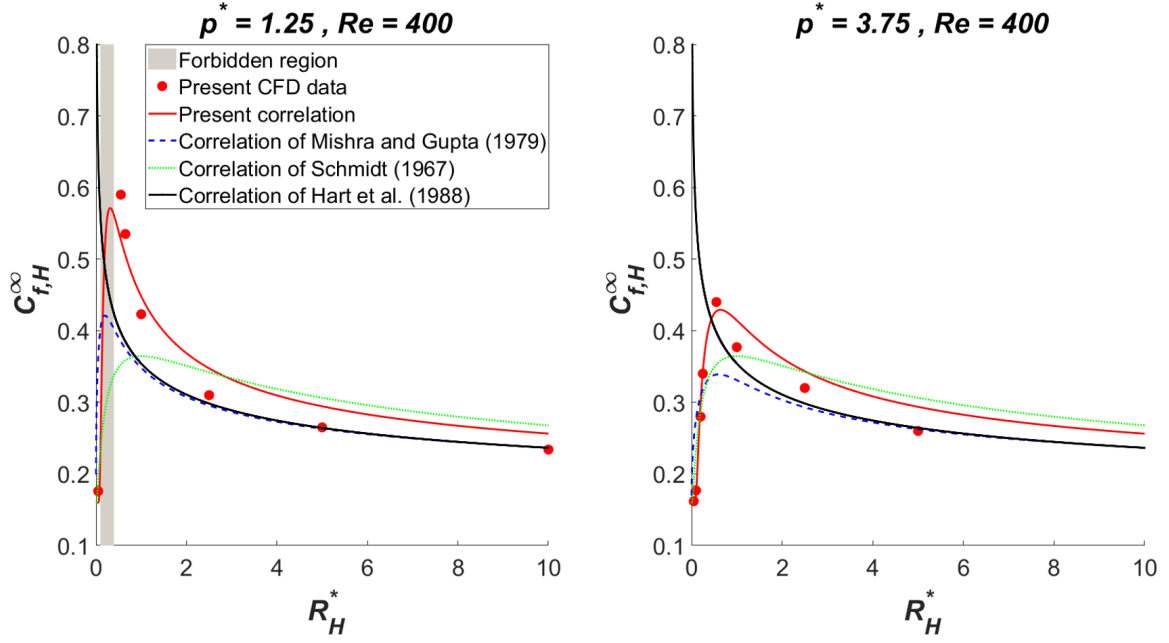 p* = 1.25 , Re = 400
0.8
0.7
0.6
0.5
0.4
0.3
0.2
0.1
C∞f,H
Forbidden region
Present CFD data
Present correlation
Correlation of Mishra and Gupta (1979)
Correlation of Schmidt (1967)
Correlation of Hart et al. (1988)
0 2 4 6 8 10
R*H
p* = 3.75 , Re = 400
0.8
0.7
0.6
0.5
0.4
0.3
0.2
0.1
C∞f,H
0 2 4 6 8 10
R*H